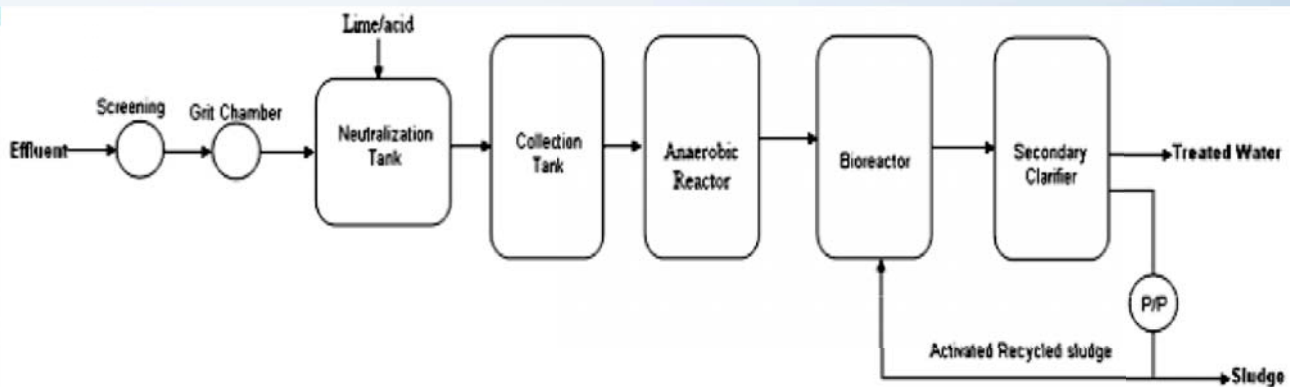 Lime/acid
Screening
Grit Chamber
Effluent
Neutralization
Tank
Collection
Tank
Anaerobic
Reactor
Bioreactor
Secondary
Clarifier
Treated Water
P/P
Activated Recycled sludge
Sludge